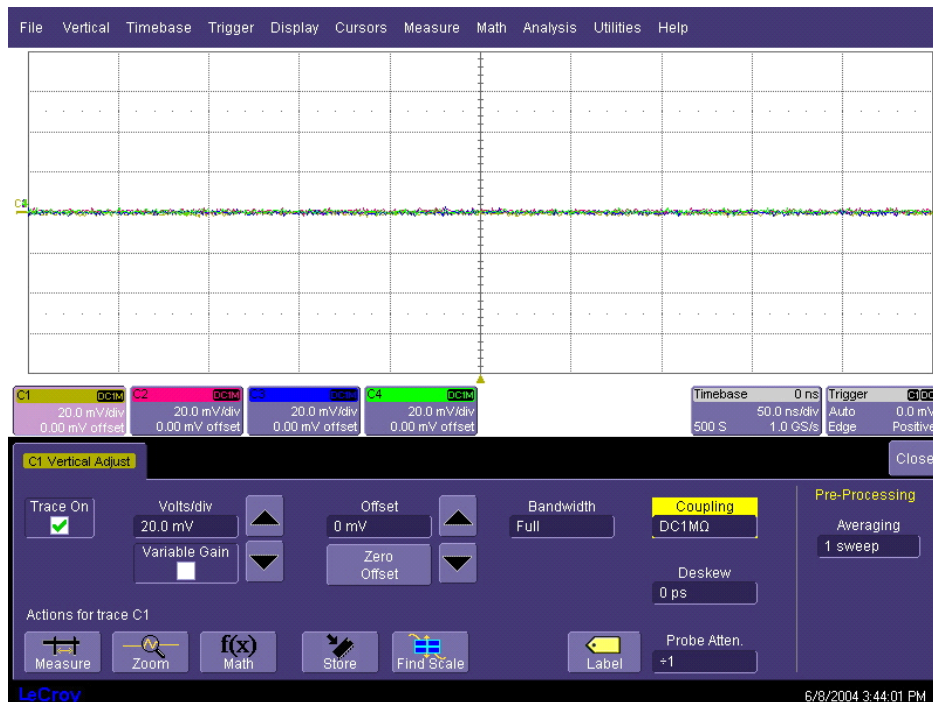 File Vertical Timebase Trigger Display Cursors Measure Math Analysis Utilities Help
C1 DC1M C2 DC1M C3 C4 DC1M Timebase 0 ns Trigger C1 DC
20.0 mV/div 20.0 mV/div 20.0 mV/div 20.0 mV/div 50.0 ns/div Auto 0.0 mV
0.00 mV offset 0.00 mV offset 0.00 mV offset 0.00 mV offset 500 S 1.0 GS/s Edge Positive
C1 Vertical Adjust Close
Pre-Processing
Trace On Volts/div Offset Bandwidth Coupling Averaging
20.0 mV 0 mV Full DC1MΩ 1 sweep
Variable Gain Zero Offset
Deskew
0 ps
Actions for trace C1
Probe Atten.
÷1
Measure Zoom f(x) Math Store Find Scale Label
LeCroy 6/8/2004 3:44:01 PM